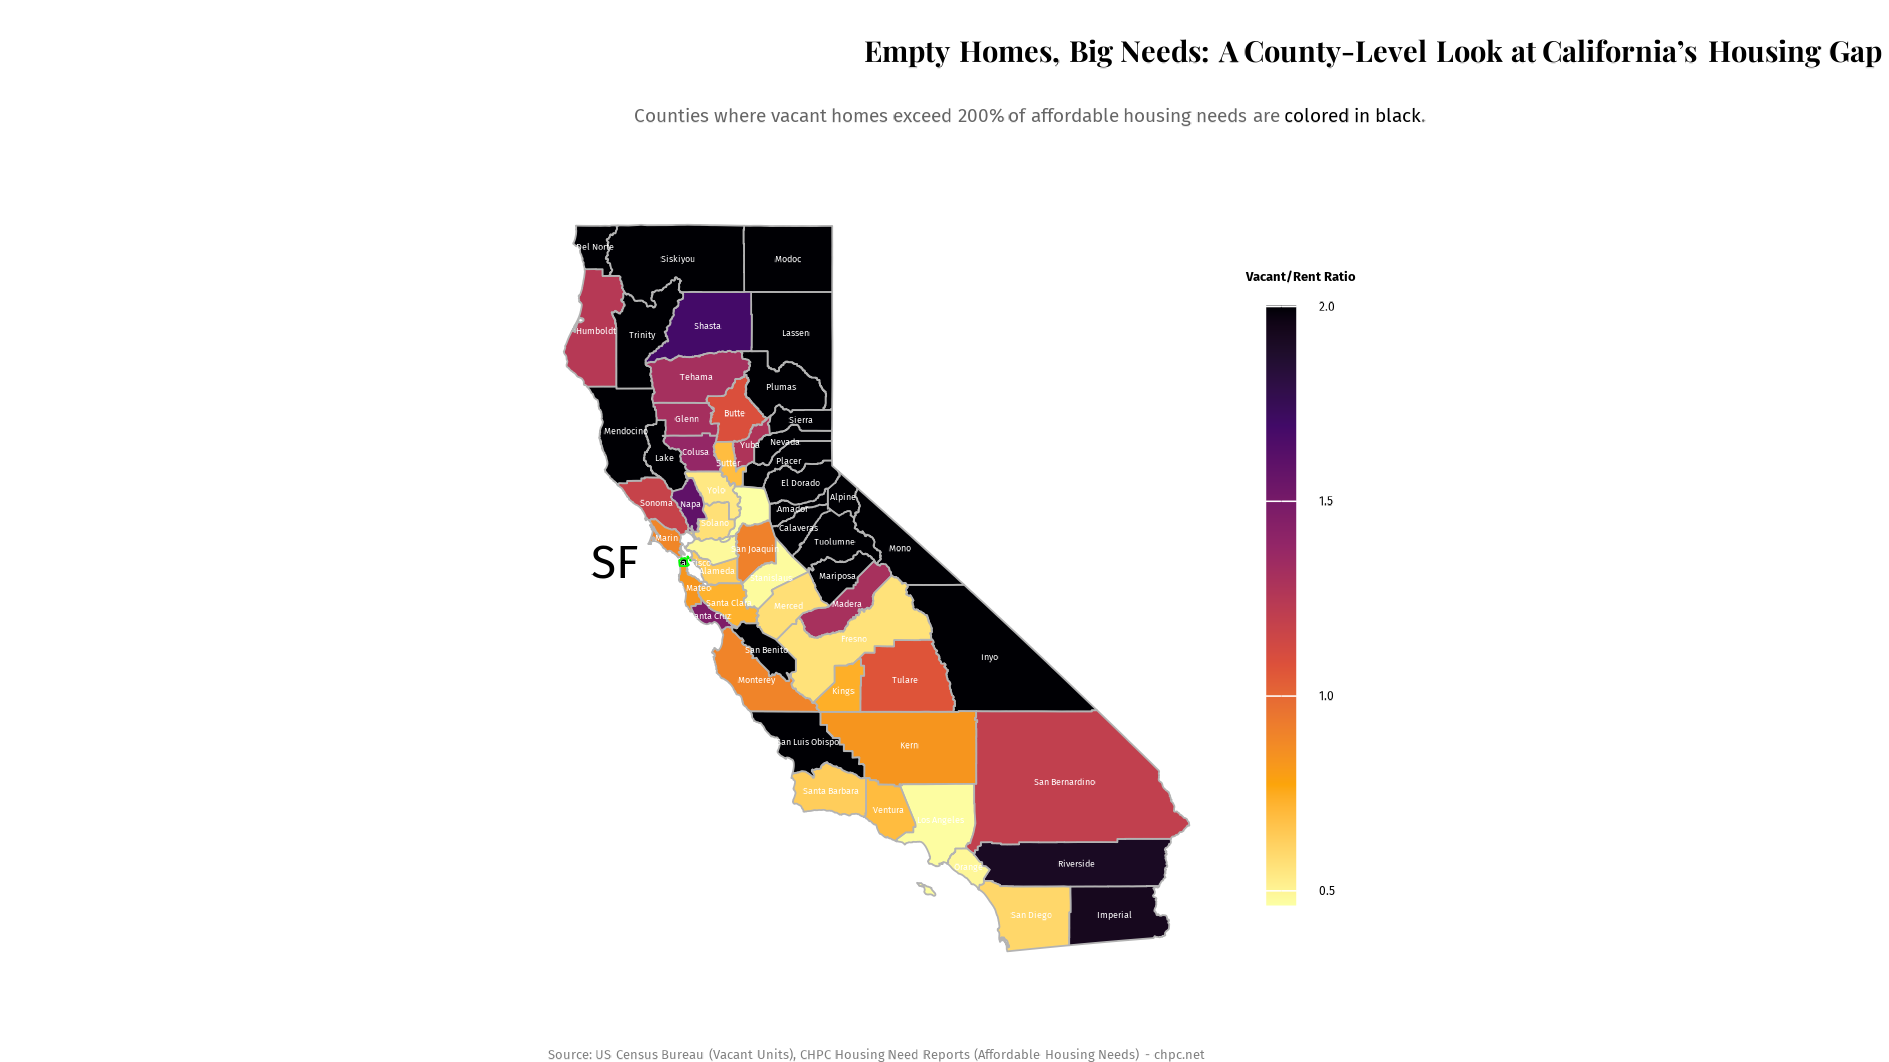 Empty Homes, Big Needs: A County-Level Look at California’s Housing Gap
Counties where vacant homes exceed 200% of affordable housing needs are colored in black.
Del Norte
Siskiyou
Modoc
Vacant/Rent Ratio
2.0
Shasta
Humboldt
Trinity
Lassen
Tehama
Plumas
Butte
Glenn
Sierra
Mendocino
Nevada
Yuba
Colusa
Lake
Placer
Sutter
El Dorado
Yolo
Alpine
1.5
Sonoma
Napa
Amador
Solano
Calaveras
Marin
Tuolumne
Mono
San Joaquin
SF
Alameda
Mariposa
Mateo
Santa Clara
Merced
Madera
Santa Cruz
Fresno
San Benito
Inyo
Monterey
Tulare
Kings
1.0
San Luis Obispo
Kern
San Bernardino
Santa Barbara
Ventura
Los Angeles
Riverside
Orange
0.5
San Diego
Imperial
Source: US Census Bureau (Vacant Units), CHPC Housing Need Reports (Affordable Housing Needs) - chpc.net